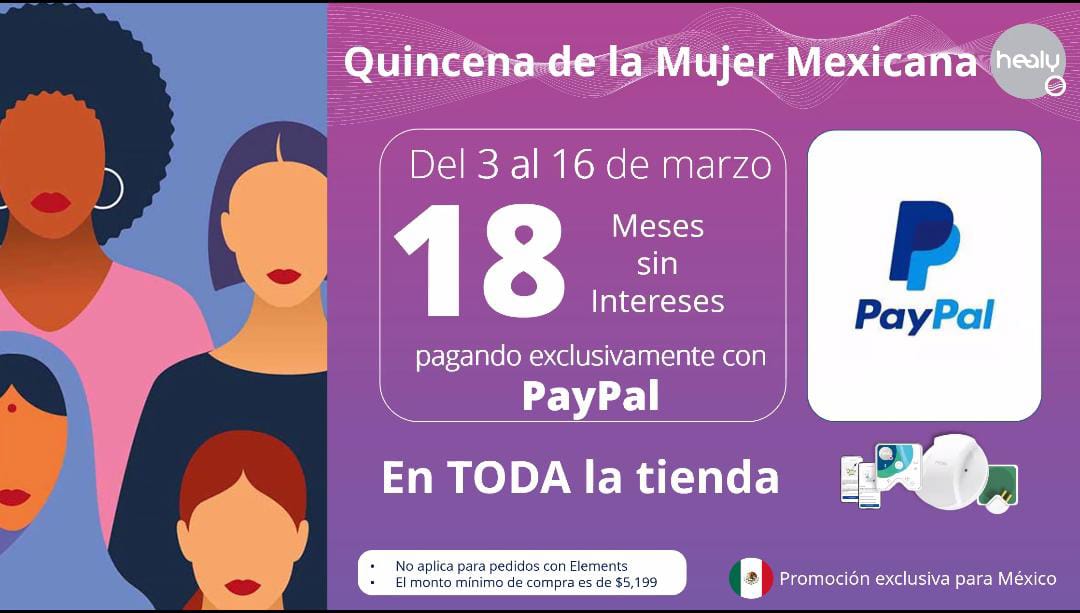 Quincena de la Mujer Mexicana
healy
Del 3 al 16 de marzo
18
Meses
sin
Intereses
pagando exclusivamente con
PayPal
PayPal
En TODA la tienda
• No aplica para pedidos con Elements
• El monto mínimo de compra es de $5,199
Promoción exclusiva para México